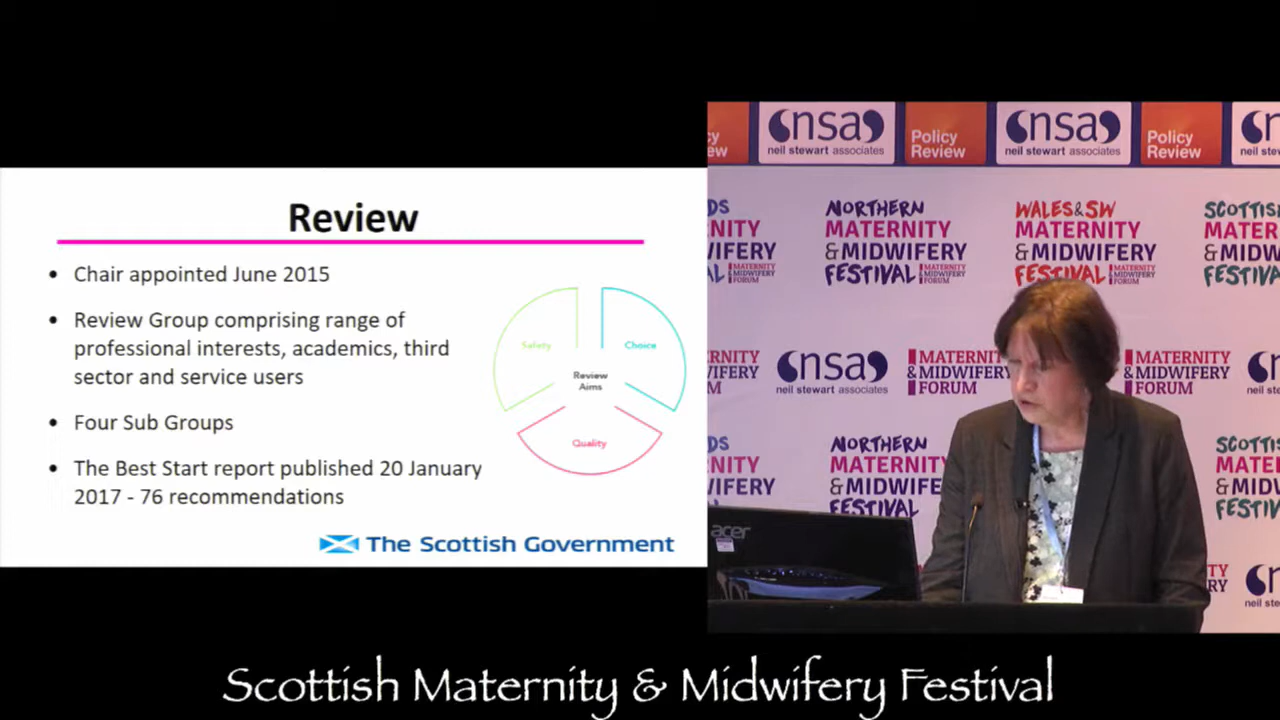 Review
• Chair appointed June 2015
• Review Group comprising range of
professional interests, academics, third
sector and service users
• Four Sub Groups
• The Best Start report published 20 January
2017 - 76 recommendations
Safety
Choice
Review
Aims
Quality
The Scottish Government
nsa
neil stewart associates
Policy
Review
nsa
neil stewart associates
Policy
Review
NORTHERN
MATERNITY
& MIDWIFERY
FESTIVAL
MATERNITY
& MIDWIFERY
FORUM
WALES & SW
MATERNITY
& MIDWIFERY
FESTIVAL
MATERNITY
& MIDWIFERY
FORUM
nsa
neil stewart associates
MATERNITY
& MIDWIFERY
FORUM
MATERNITY
& MIDWIFERY
FORUM
NORTHERN
MATERNITY
acer
Scottish Maternity & Midwifery Festival